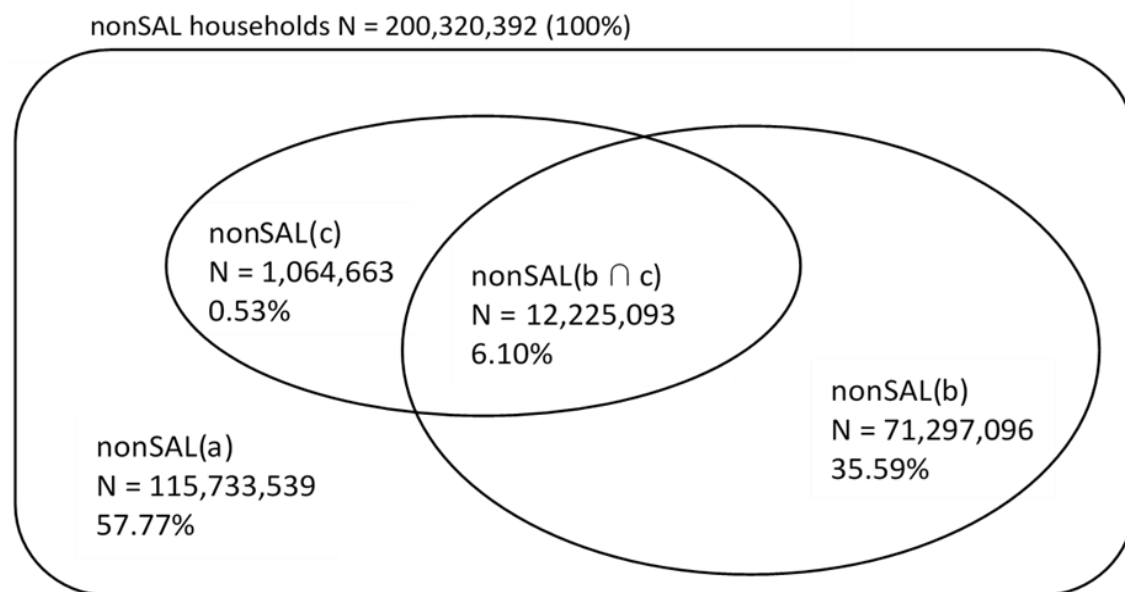 nonSAL households N = 200,320,392 (100%)
nonSAL(c)
N = 1,064,663
0.53%
nonSAL(b ∩ c)
N = 12,225,093
6.10%
nonSAL(b)
N = 71,297,096
35.59%
nonSAL(a)
N = 115,733,539
57.77%